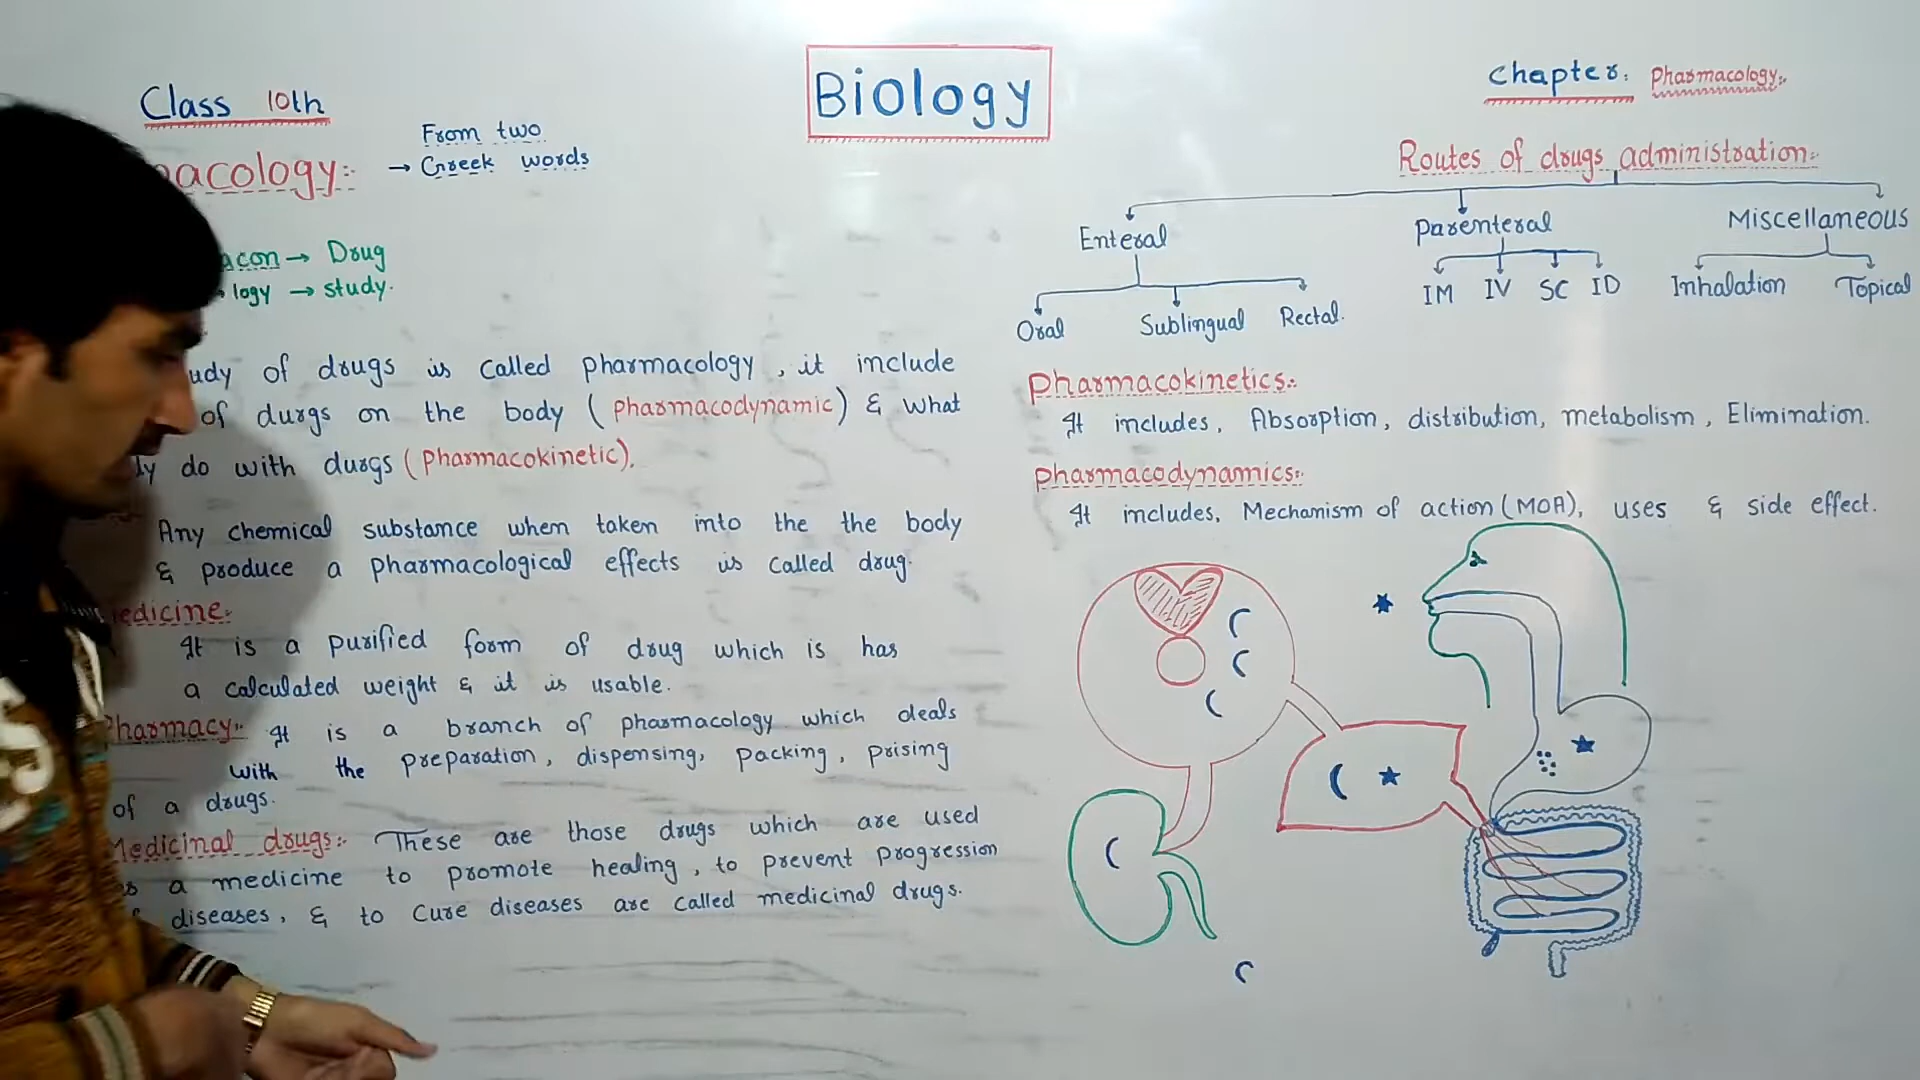 Biology
Class 10th
Chapter: Pharmacology:-
acology:-
From two
→ Greek words
acon → Drug
logy → study.
udy of drugs is called pharmacology, it include
of durgs on the body (pharmacodynamic) & what
ly do with durgs (pharmacokinetic).
Any chemical substance when taken into the the body
& produce a pharmacological effects is called drug.
edicine:-
It is a purified form of drug which is has
a calculated weight & it is usable.
Pharmacy:- It is a branch of pharmacology which deals
with the preparation, dispensing, packing, prising
of a drugs.
Medicinal drugs:- These are those drugs which are used
a medicine to promote healing, to prevent progression
diseases, & to cure diseases are called medicinal drugs.
Routes of drugs administration:-
Enteral Parenteral Miscellaneous
Oral Sublingual Rectal.
IM IV SC ID
Inhalation Topical
Pharmacokinetics:-
It includes, Absorption, distribution, metabolism, Elimination.
Pharmacodynamics:-
It includes, Mechanism of action (MOA), uses & side effect.